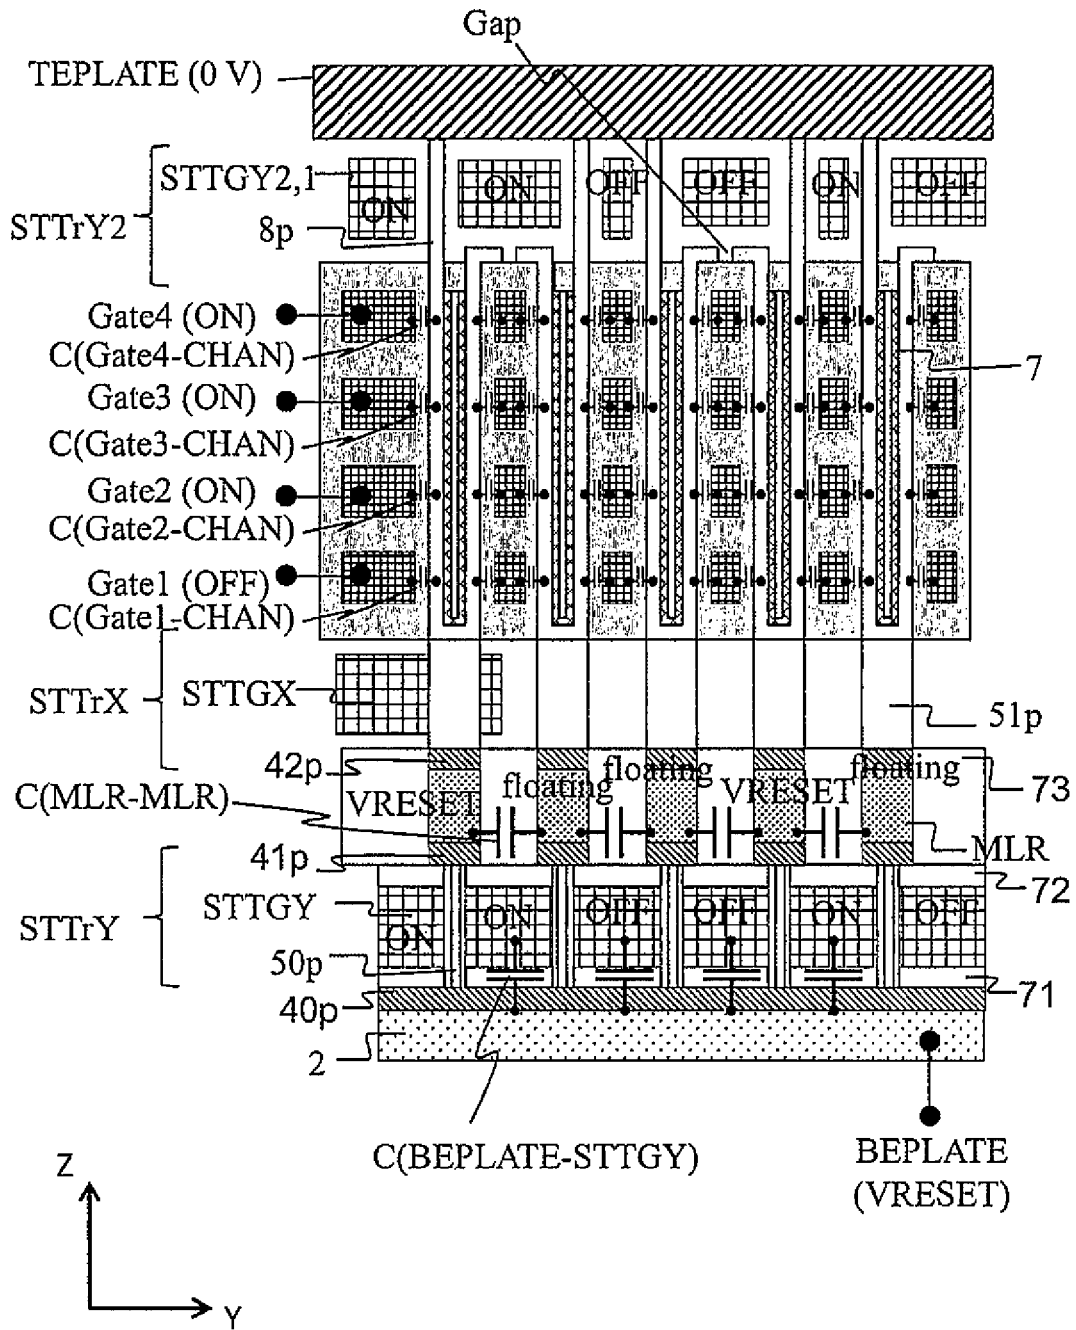 Gap
TEPLATE (0 V)
STTGY2,1
ON
ON
OFF
OFF
ON
OFF
STTrY2
8p
Gate4 (ON)
C(Gate4-CHAN)
7
Gate3 (ON)
C(Gate3-CHAN)
Gate2 (ON)
C(Gate2-CHAN)
Gate1 (OFF)
C(Gate1-CHAN)
STTrX
STTGX
51p
42p
floating
floating
floating
C(MLR-MLR)
VRESET
VRESET
73
41p
MLR
72
STTrY
STTGY
ON
ON
OFF
OFF
ON
OFF
50p
71
40p
2
C(BEPLATE-STTGY)
BEPLATE
(VRESET)
Z
Y